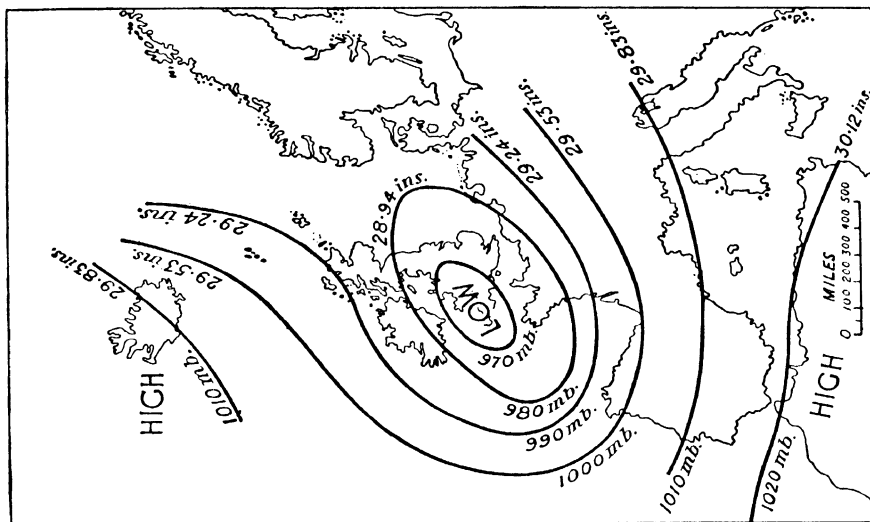 29·83 ins.
30·12 ins.
29·53 ins.
29·24 ins.
28·94 ins.
29·24 ins.
29·53 ins.
29·83 ins.
LOW
970 mb.
980 mb.
990 mb.
1000 mb.
1010 mb.
1010 mb.
1020 mb.
HIGH
HIGH
MILES
0 100 200 300 400 500